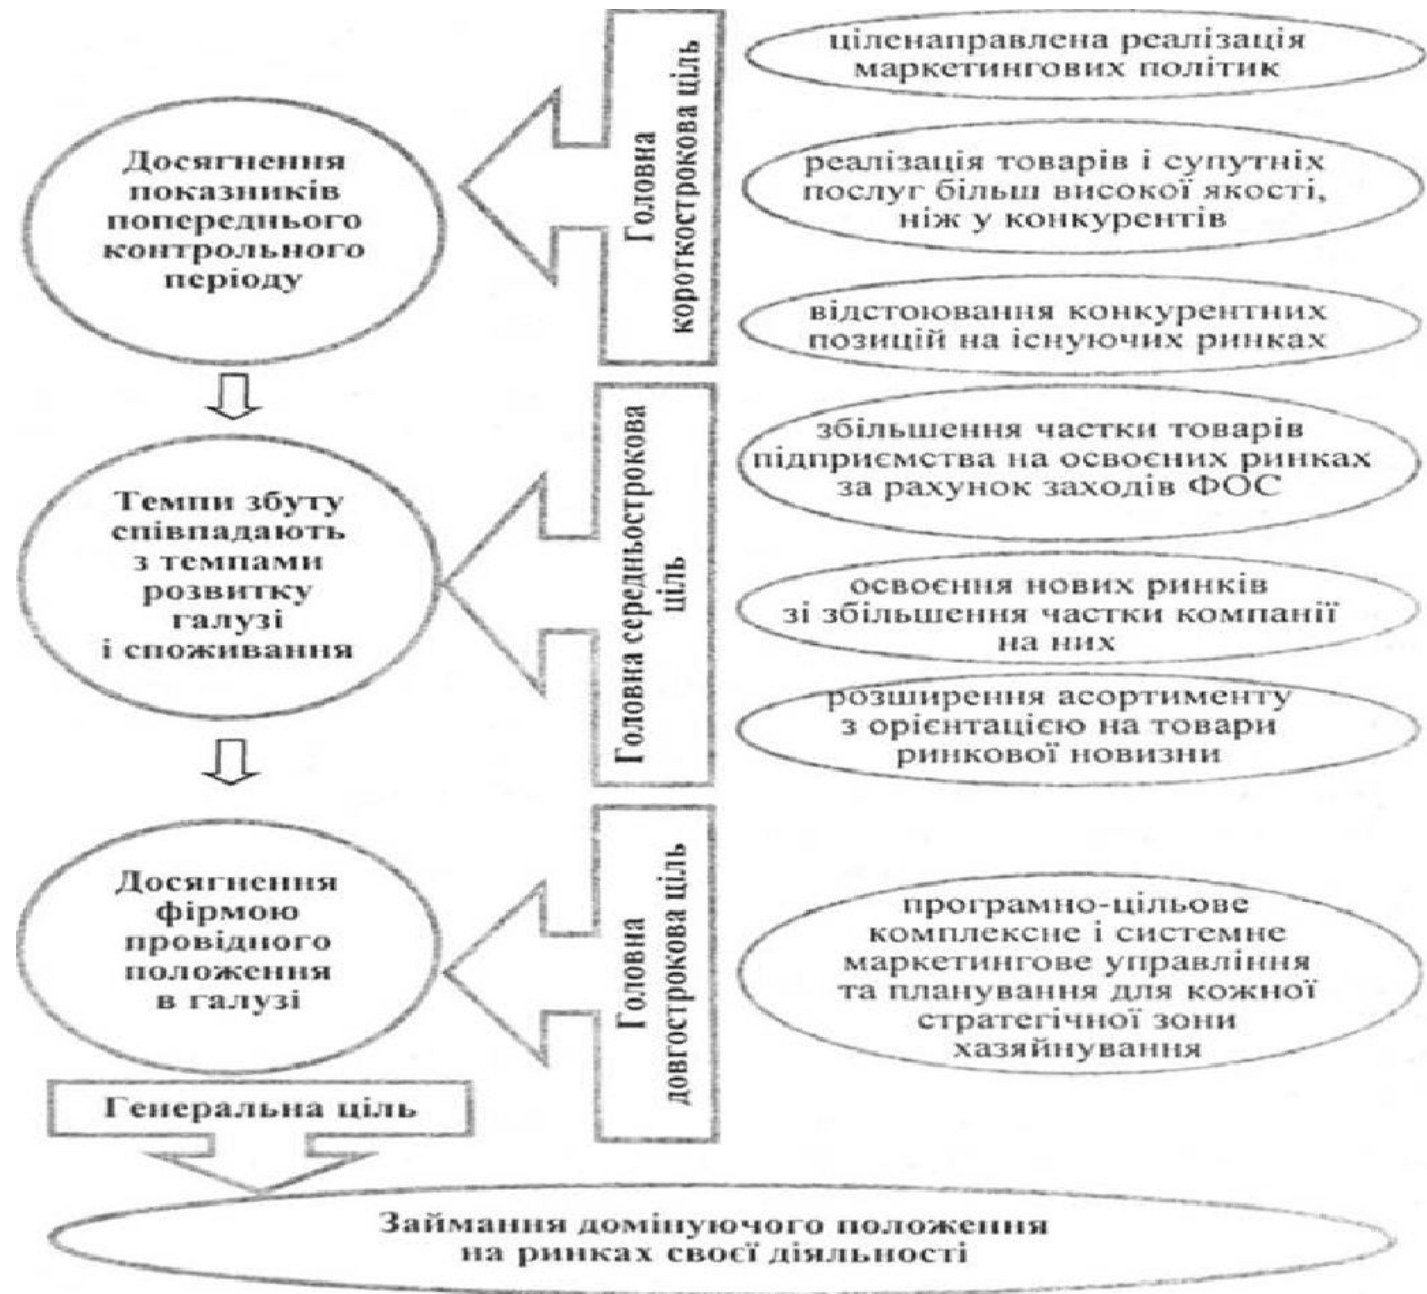 Досягнення
показників
попереднього
контрольного
періоду
Головна
короткострокова ціль
ціленаправлена реалізація
маркетингових політик
реалізація товарів і супутніх
послуг більш високої якості,
ніж у конкурентів
відстоювання конкурентних
позицій на існуючих ринках
Темпи збуту
співпадають
з темпами
розвитку
галузі
і споживання
Головна середньострокова
ціль
збільшення частки товарів
підприємства на освоєних ринках
за рахунок заходів ФОС
освоєння нових ринків
зі збільшення частки компанії
на них
розширення асортименту
з орієнтацією на товари
ринкової новизни
Досягнення
фірмою
провідного
положення
в галузі
Головна
довгострокова ціль
програмно-цільове
комплексне і системне
маркетингове управління
та планування для кожної
стратегічної зони
хазяйнування
Генеральна ціль
Займання домінуючого положення
на ринках своєї діяльності